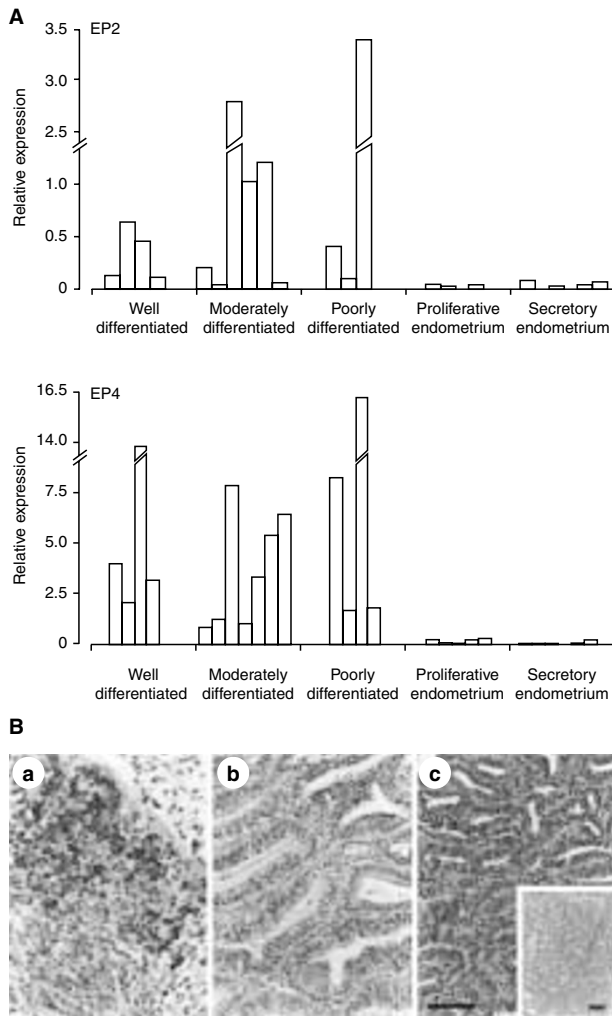 A
EP2
Relative expression
3.5
3.0
2.5
1.0
0.5
0
Well
differentiated
Moderately
differentiated
Poorly
differentiated
Proliferative
endometrium
Secretory
endometrium
EP4
Relative expression
16.5
14.0
7.5
5.0
2.5
0
Well
differentiated
Moderately
differentiated
Poorly
differentiated
Proliferative
endometrium
Secretory
endometrium
B
a
b
c